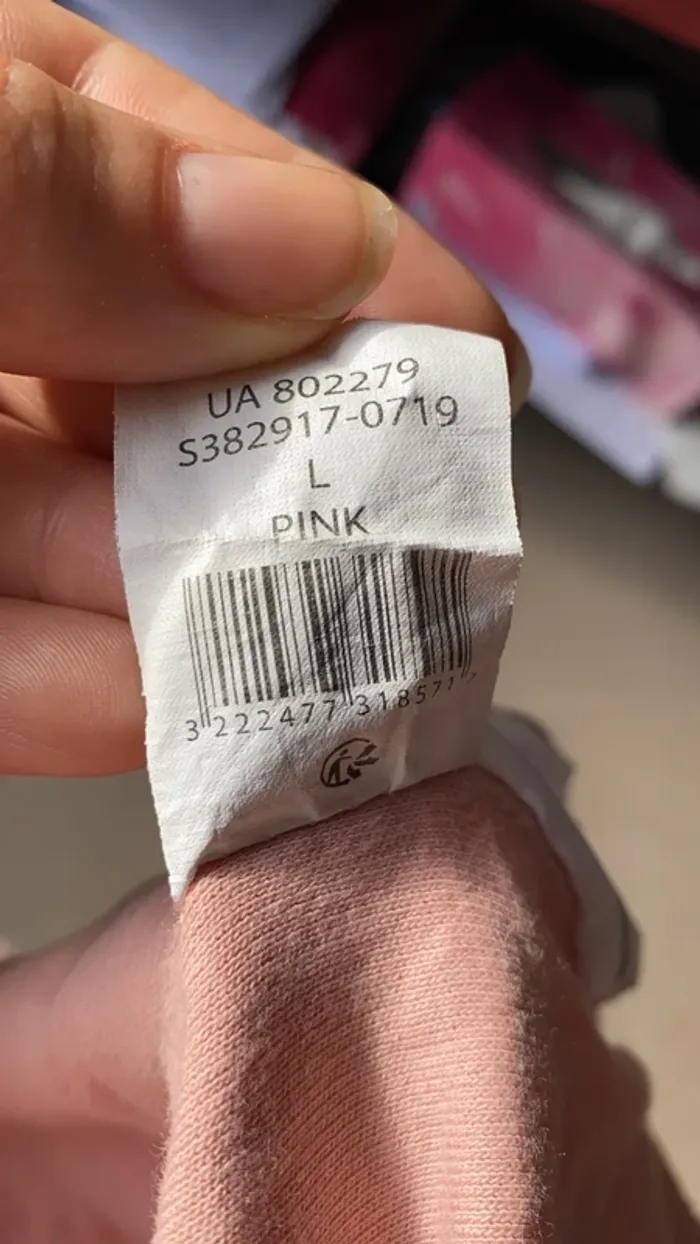 UA 802279
S382917-0719
L
PINK
3 222477 318571